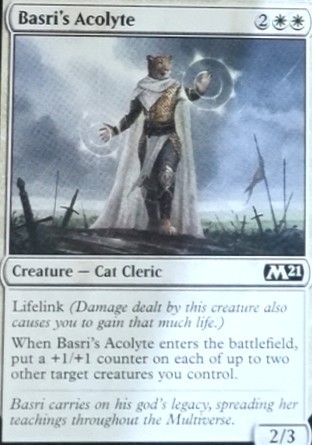 Basri's Acolyte 2
Creature — Cat Cleric M21
Lifelink (Damage dealt by this creature also
causes you to gain that much life.)
When Basri's Acolyte enters the battlefield,
put a +1/+1 counter on each of up to two
other target creatures you control.
Basri carries on his god's legacy, spreading her
teachings throughout the Multiverse.
2/3